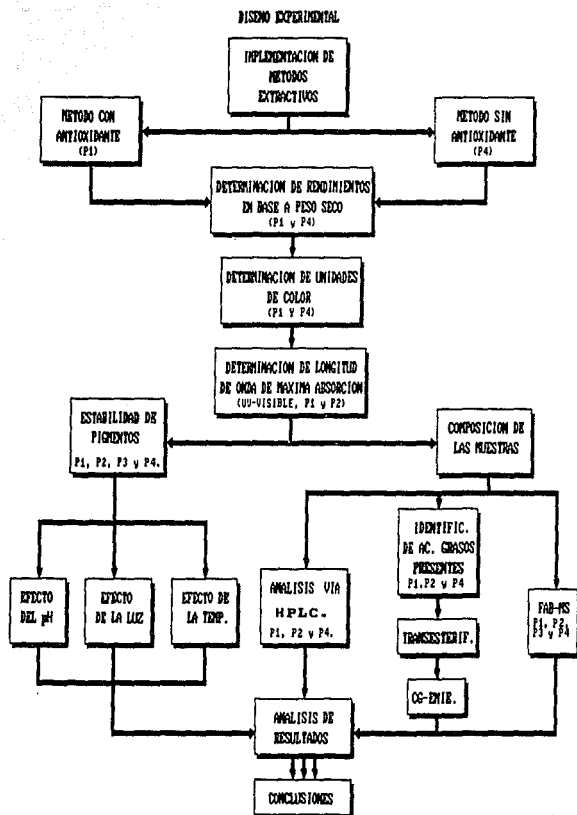 DISENO EXPERIMENTAL
IMPLEMENTACION DE
METODOS
EXTRACTIVOS
METODO CON
ANTIOXIDANTE
(P1)
METODO SIN
ANTIOXIDANTE
(P4)
DETERMINACION DE RENDIMIENTOS
EN BASE A PESO SECO
(P1 y P4)
DETERMINACION DE UNIDADES
DE COLOR
(P1 Y P4)
DETERMINACION DE LONGITUD
DE ONDA DE MAXIMA ABSORCION
(UV-VISIBLE, P1 y P2)
ESTABILIDAD DE
PIGMENTOS
P1, P2, P3 y P4.
COMPOSICION DE
LAS MUESTRAS
EFECTO
DEL pH
EFECTO
DE LA LUZ
EFECTO DE
LA TEMP.
ANALISIS VIA
HPLC.
P1, P2 y P4.
IDENTIFIC.
DE AC. GRASOS
PRESENTES
P1.P2 y P4
TRANSESTERIF.
CG-EMIE.
FAB-MS
P1, P2,
P3 y P4
ANALISIS DE
RESULTADOS
CONCLUSIONES